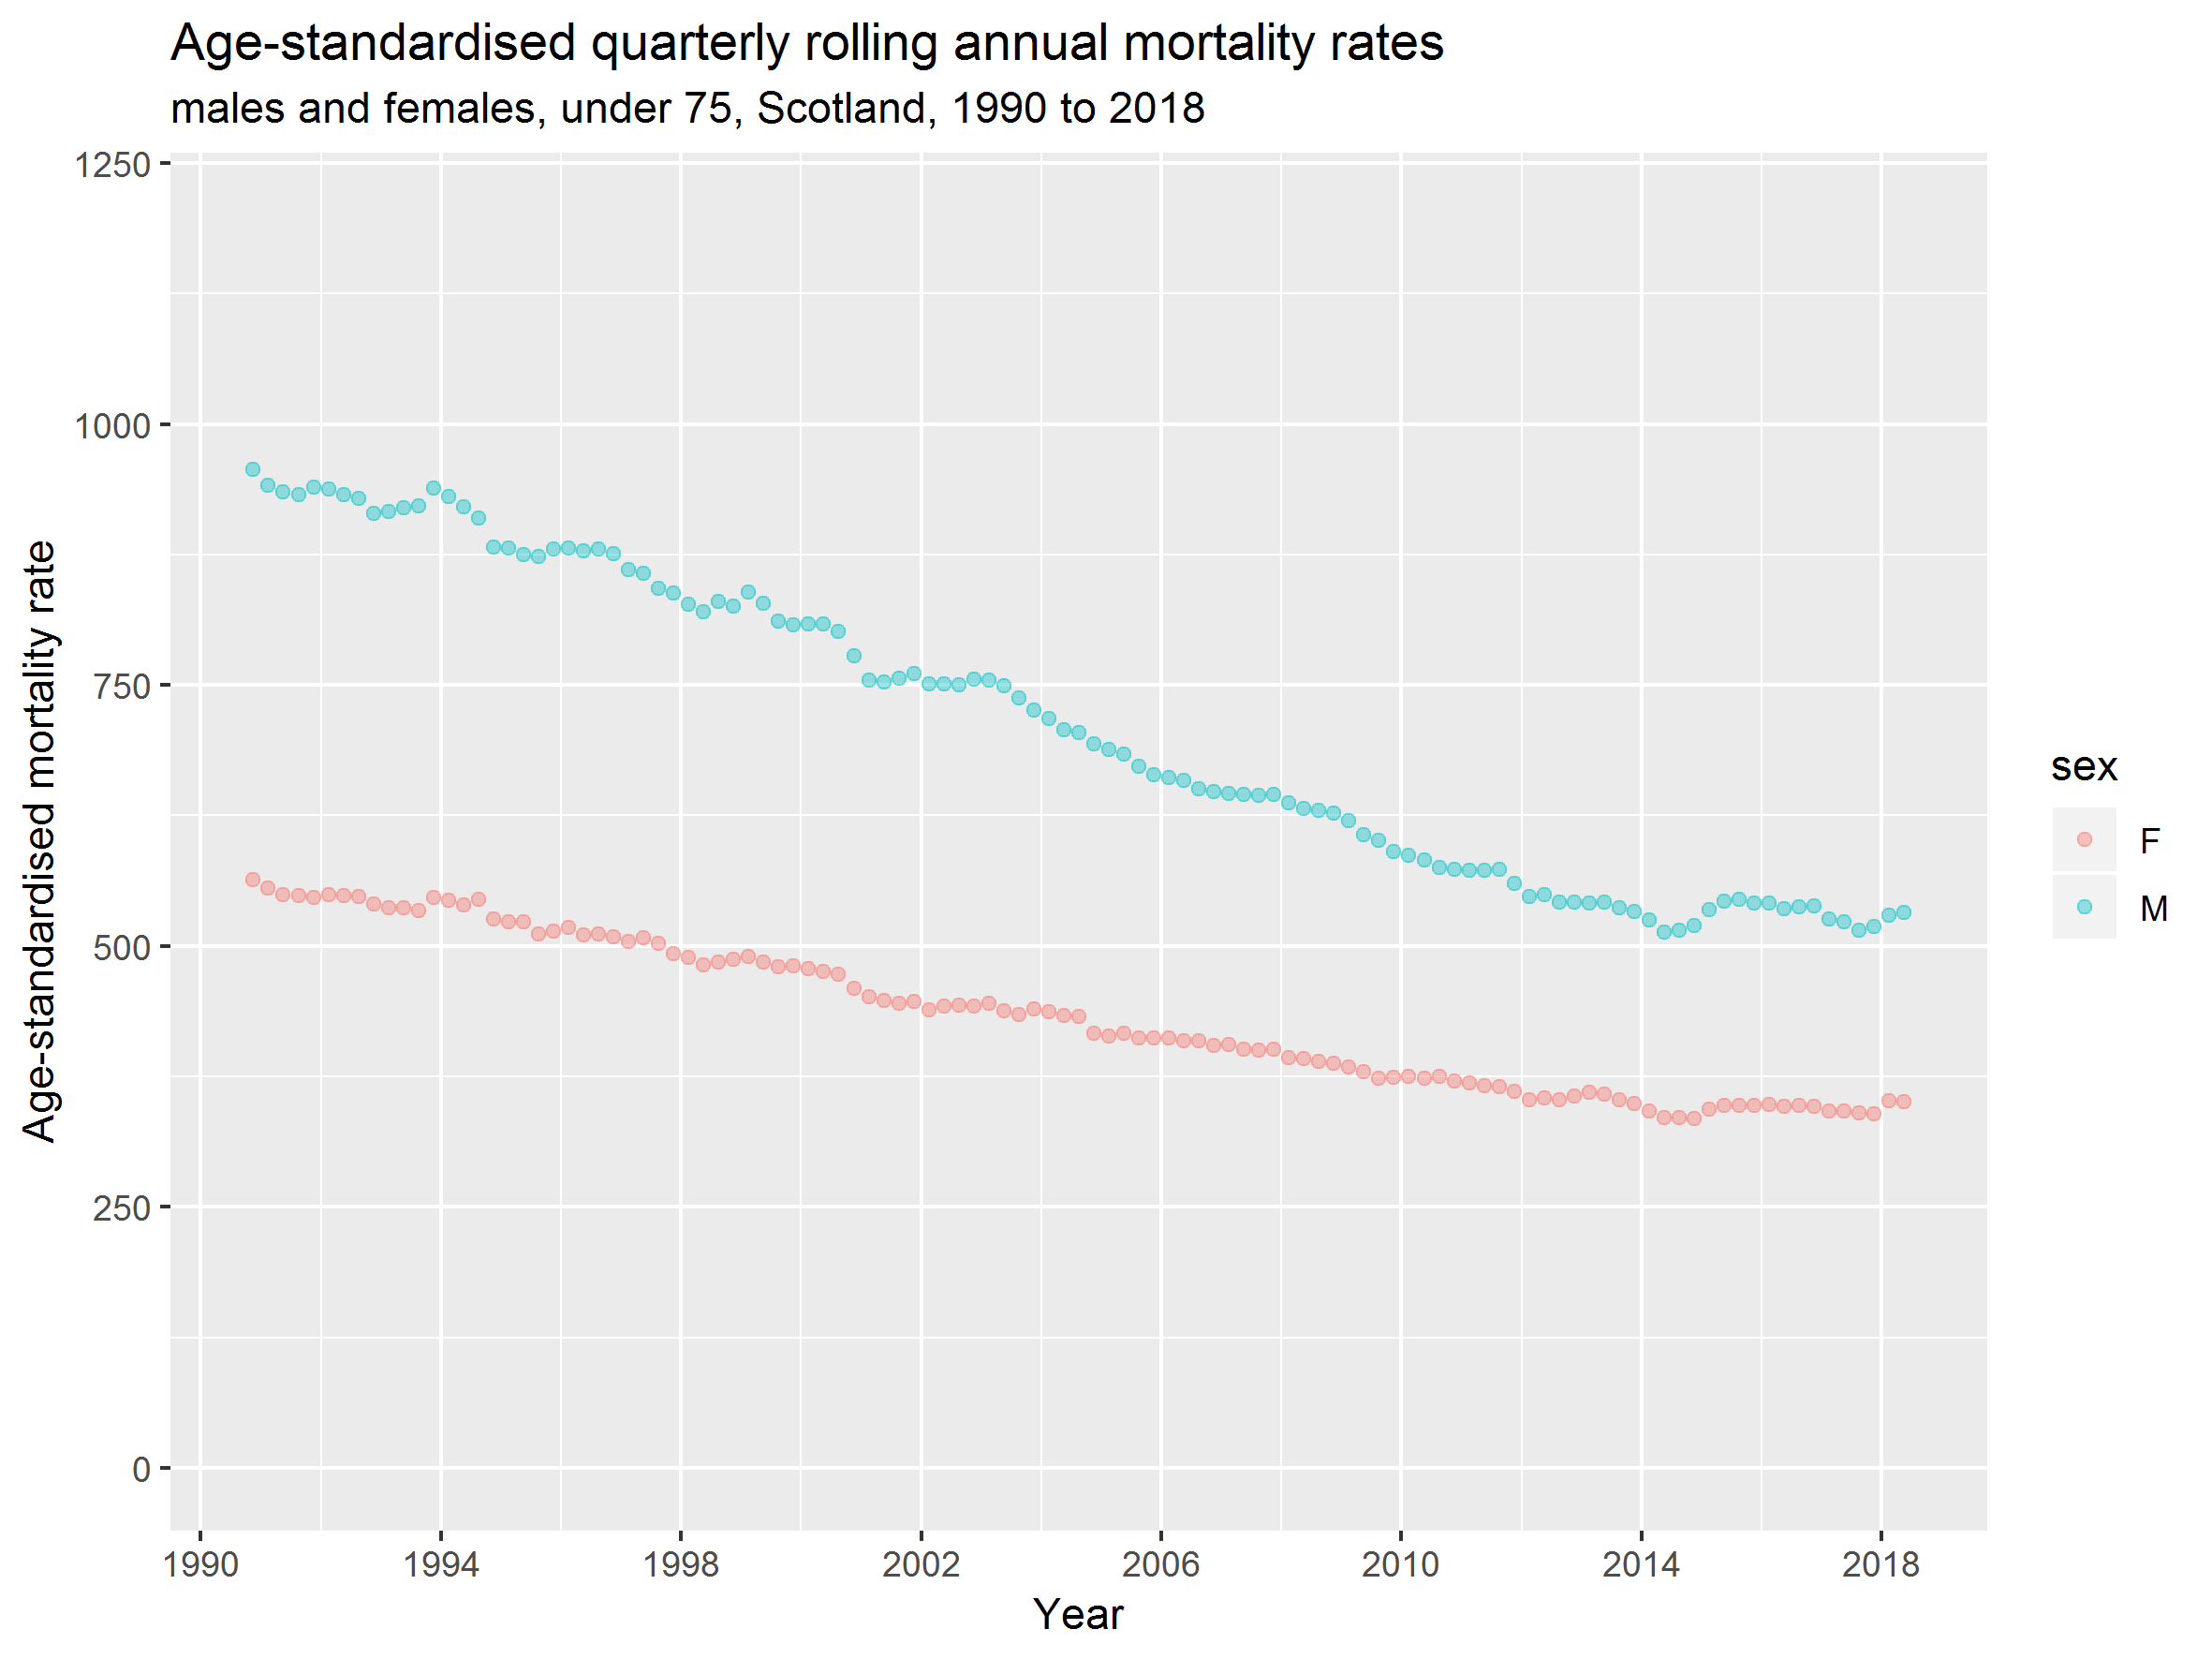 Age-standardised quarterly rolling annual mortality rates
males and females, under 75, Scotland, 1990 to 2018
1250
1000
750
500
250
0
Age-standardised mortality rate
1990 1994 1998 2002 2006 2010 2014 2018
Year
sex
F
M